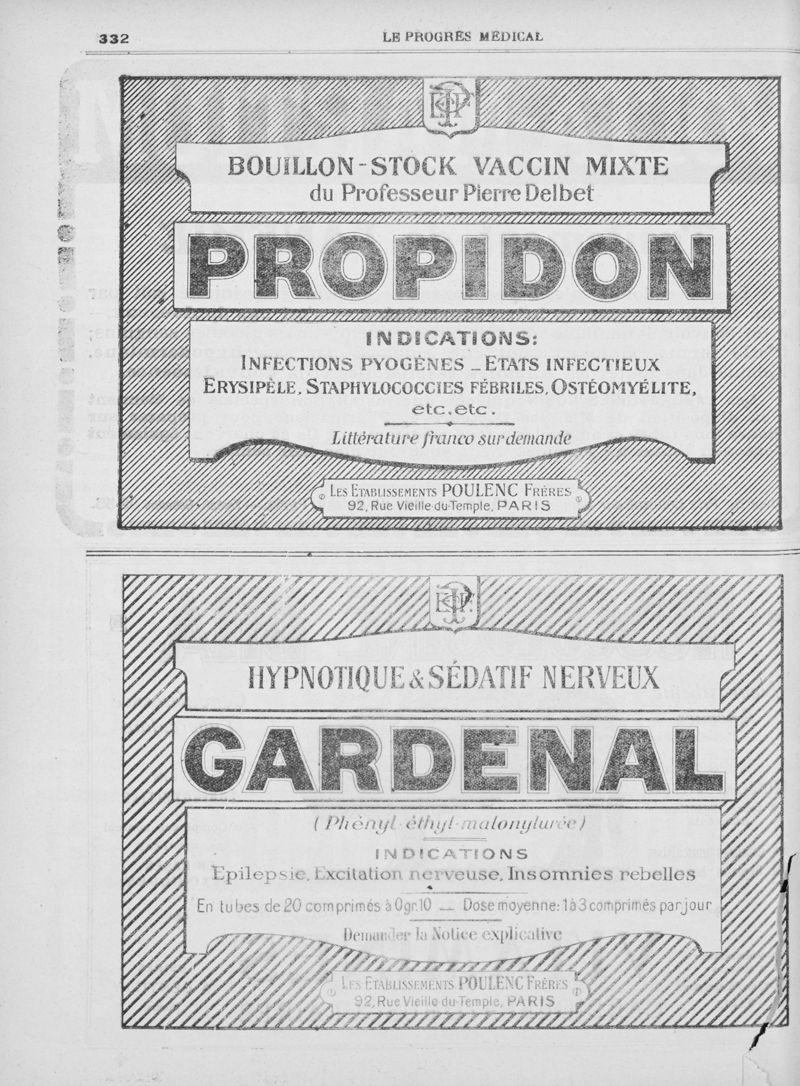 332
LE PROGRÈS MÉDICAL
BOUILLON-STOCK VACCIN MIXTE
du Professeur Pierre Delbet
PROPIDON
INDICATIONS:
INFECTIONS PYOGÈNES _ ETATS INFECTIEUX
ERYSIPÈLE, STAPHYLOCOCCIES FÉBRILES, OSTÉOMYÉLITE,
etc. etc.
Littérature franco sur demande
LES ETABLISSEMENTS POULENC FRÈRES
92, Rue Vieille-du-Temple, PARIS
HYPNOTIQUE & SÉDATIF NERVEUX
GARDENAL
(Phényl-éthyl-malonylurée)
INDICATIONS
Epilepsie, Excitation nerveuse, Insomnies rebelles
En tubes de 20 comprimés à 0gr.10 _ Dose moyenne: 1 à 3 comprimés par jour
Demander la Notice explicative
LES ETABLISSEMENTS POULENC FRÈRES
92, Rue Vieille-du-Temple, PARIS